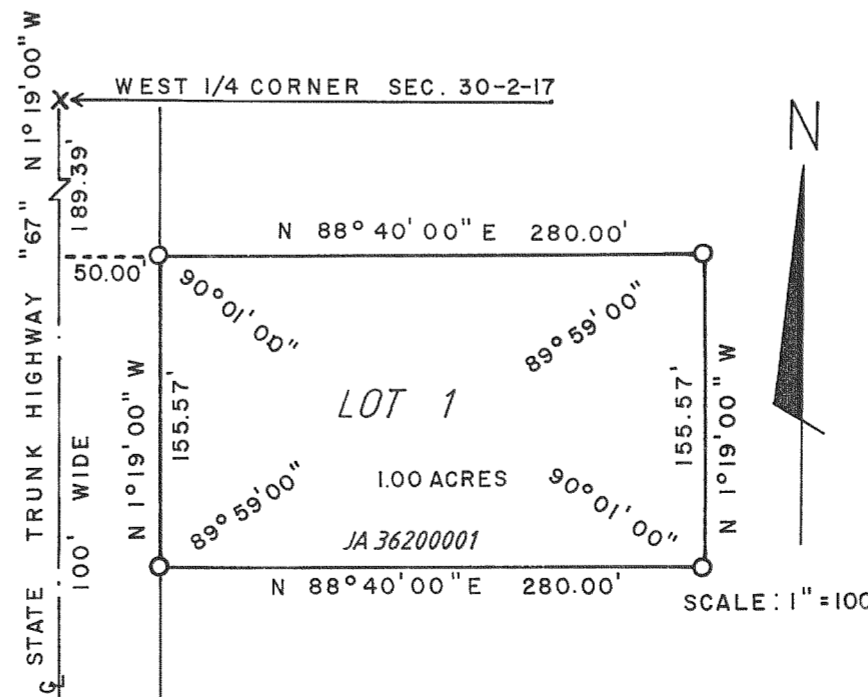 WEST 1/4 CORNER SEC. 30-2-17
N 1° 19' 00" W
189.39'
N
N 88° 40' 00" E 280.00'
50.00'
90° 01' 00"
89° 59' 00"
STATE TRUNK HIGHWAY "67"
100' WIDE
N 1° 19' 00" W
155.57'
LOT 1
155.57'
N 1° 19' 00" W
1.00 ACRES
89° 59' 00"
90° 01' 00"
JA 36200001
N 88° 40' 00" E 280.00'
SCALE: 1" = 100
℄